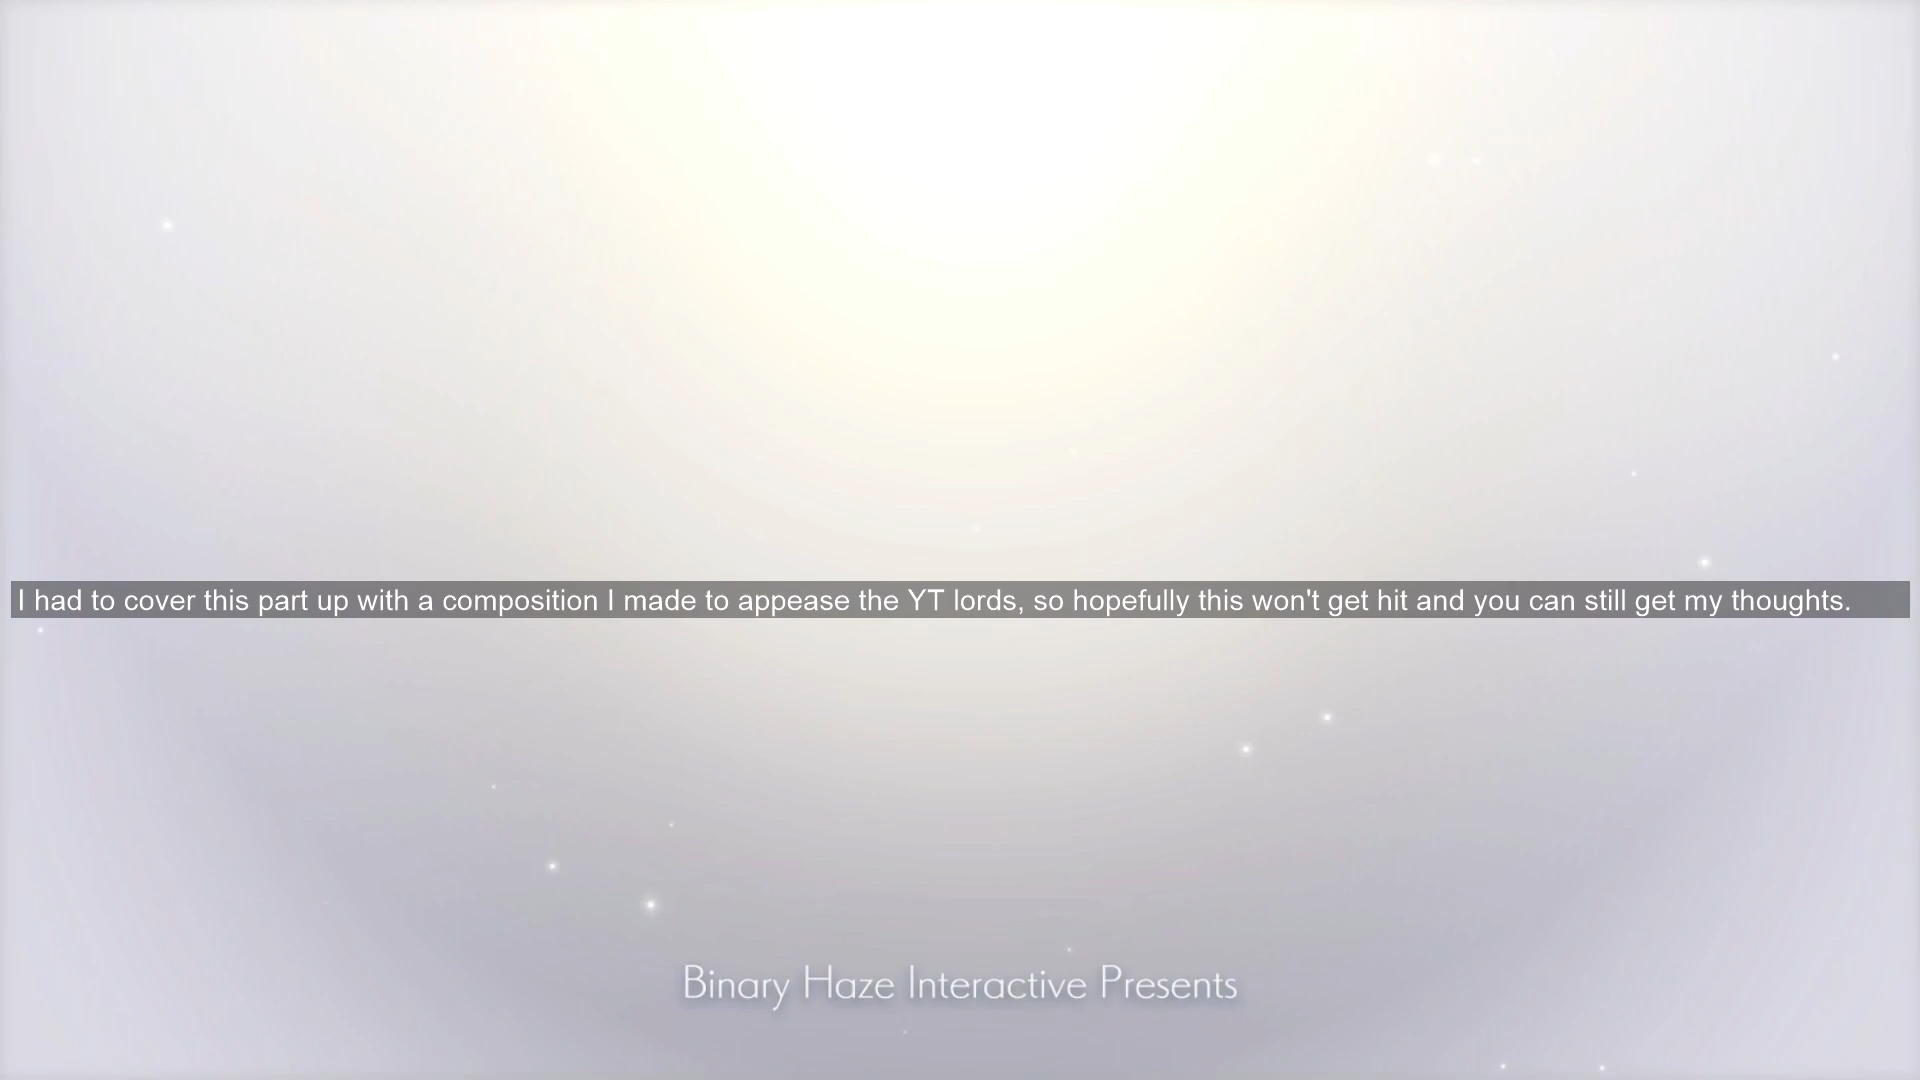 I had to cover this part up with a composition I made to appease the YT lords, so hopefully this won't get hit and you can still get my thoughts.
Binary Haze Interactive Presents